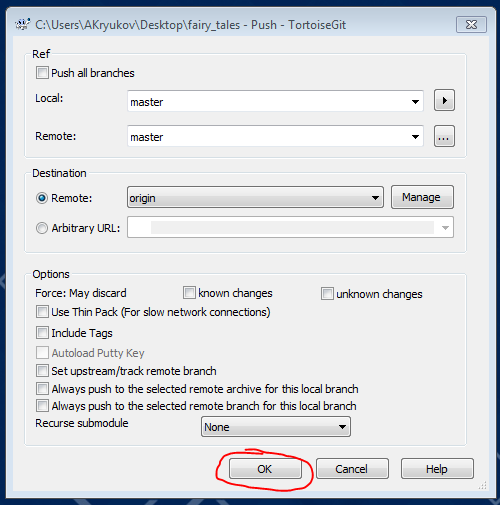 C:\Users\AKryukov\Desktop\fairy_tales - Push - TortoiseGit
Ref
Push all branches
Local:
master
Remote:
master
...
Destination
Remote:
origin
Manage
Arbitrary URL:
Options
Force: May discard
known changes
unknown changes
Use Thin Pack (For slow network connections)
Include Tags
Autoload Putty Key
Set upstream/track remote branch
Always push to the selected remote archive for this local branch
Always push to the selected remote branch for this local branch
Recurse submodule
None
OK
Cancel
Help